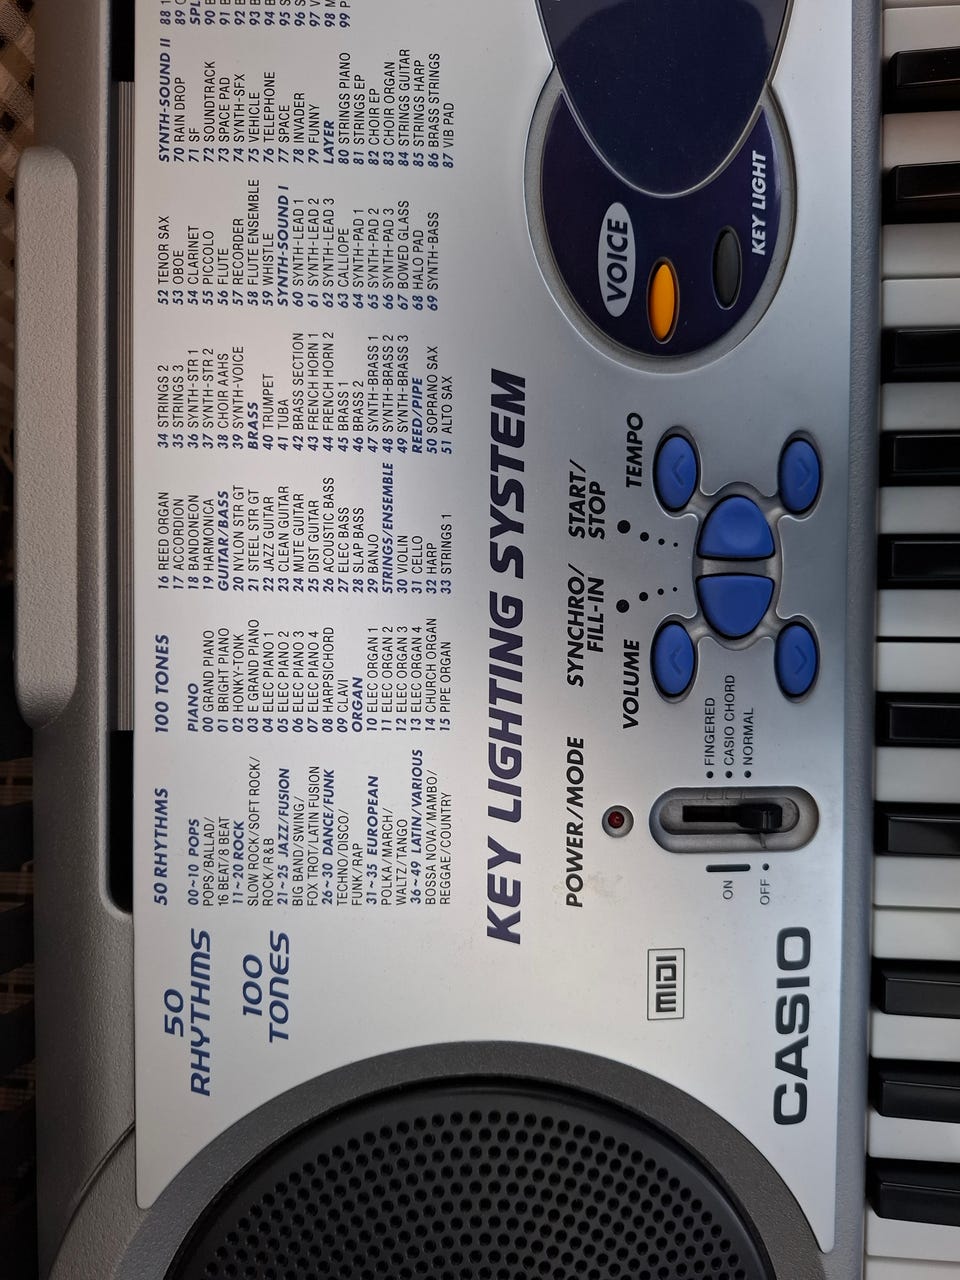 50
RHYTHMS
100
TONES
50 RHYTHMS
00~10 POPS
POPS/BALLAD/
16 BEAT/8 BEAT
11~20 ROCK
SLOW ROCK/SOFT ROCK/
ROCK/R&B
21~25 JAZZ/FUSION
BIG BAND/SWING/
FOX TROT/LATIN FUSION
26~30 DANCE/FUNK
TECHNO/DISCO/
FUNK/RAP
31~35 EUROPEAN
POLKA/MARCH/
WALTZ/TANGO
36~49 LATIN/VARIOUS
BOSSA NOVA/MAMBO/
REGGAE/COUNTRY
100 TONES
PIANO
00 GRAND PIANO
01 BRIGHT PIANO
02 HONKY-TONK
03 E GRAND PIANO
04 ELEC PIANO 1
05 ELEC PIANO 2
06 ELEC PIANO 3
07 ELEC PIANO 4
08 HARPSICHORD
09 CLAVI
ORGAN
10 ELEC ORGAN 1
11 ELEC ORGAN 2
12 ELEC ORGAN 3
13 ELEC ORGAN 4
14 CHURCH ORGAN
15 PIPE ORGAN
16 REED ORGAN
17 ACCORDION
18 BANDONEON
19 HARMONICA
GUITAR/BASS
20 NYLON STR GT
21 STEEL STR GT
22 JAZZ GUITAR
23 CLEAN GUITAR
24 MUTE GUITAR
25 DIST GUITAR
26 ACOUSTIC BASS
27 ELEC BASS
28 SLAP BASS
29 BANJO
STRINGS/ENSEMBLE
30 VIOLIN
31 CELLO
32 HARP
33 STRINGS 1
34 STRINGS 2
35 STRINGS 3
36 SYNTH-STR 1
37 SYNTH-STR 2
38 CHOIR AAHS
39 SYNTH-VOICE
BRASS
40 TRUMPET
41 TUBA
42 BRASS SECTION
43 FRENCH HORN 1
44 FRENCH HORN 2
45 BRASS 1
46 BRASS 2
47 SYNTH-BRASS 1
48 SYNTH-BRASS 2
49 SYNTH-BRASS 3
REED/PIPE
50 SOPRANO SAX
51 ALTO SAX
52 TENOR SAX
53 OBOE
54 CLARINET
55 PICCOLO
56 FLUTE
57 RECORDER
58 FLUTE ENSEMBLE
59 WHISTLE
SYNTH-SOUND I
60 SYNTH-LEAD 1
61 SYNTH-LEAD 2
62 SYNTH-LEAD 3
63 CALLIOPE
64 SYNTH-PAD 1
65 SYNTH-PAD 2
66 SYNTH-PAD 3
67 BOWED GLASS
68 HALO PAD
69 SYNTH-BASS
SYNTH-SOUND II
70 RAIN DROP
71 SF
72 SOUNDTRACK
73 SPACE PAD
74 SYNTH-SFX
75 VEHICLE
76 TELEPHONE
77 SPACE
78 INVADER
79 FUNNY
LAYER
80 STRINGS PIANO
81 STRINGS EP
82 CHOIR EP
83 CHOIR ORGAN
84 STRINGS GUITAR
85 STRINGS HARP
86 BRASS STRINGS
87 VIB PAD
88
89
90
91
92
93
94
95
96
97
98
99
KEY LIGHTING SYSTEM
POWER/MODE
VOLUME
SYNCHRO/
FILL-IN
START/
STOP
TEMPO
VOICE
KEY LIGHT
ON
OFF
FINGERED
CASIO CHORD
NORMAL
MIDI
CASIO